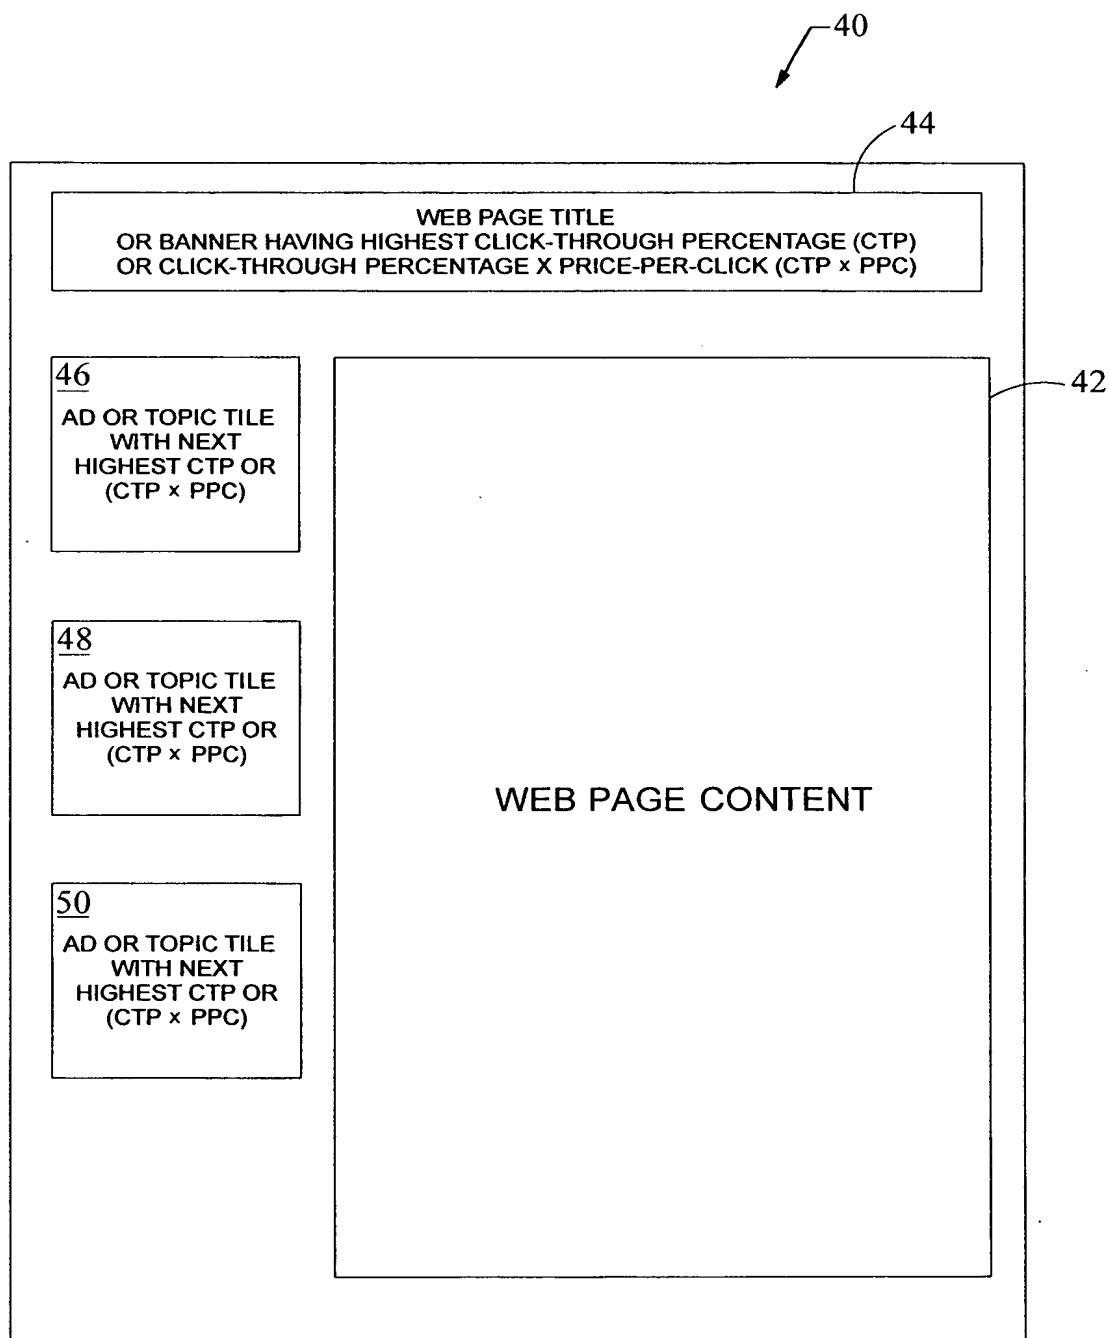 40
44
WEB PAGE TITLE
OR BANNER HAVING HIGHEST CLICK-THROUGH PERCENTAGE (CTP)
OR CLICK-THROUGH PERCENTAGE X PRICE-PER-CLICK (CTP x PPC)
46
AD OR TOPIC TILE
WITH NEXT
HIGHEST CTP OR
(CTP x PPC)
42
48
AD OR TOPIC TILE
WITH NEXT
HIGHEST CTP OR
(CTP x PPC)
WEB PAGE CONTENT
50
AD OR TOPIC TILE
WITH NEXT
HIGHEST CTP OR
(CTP x PPC)